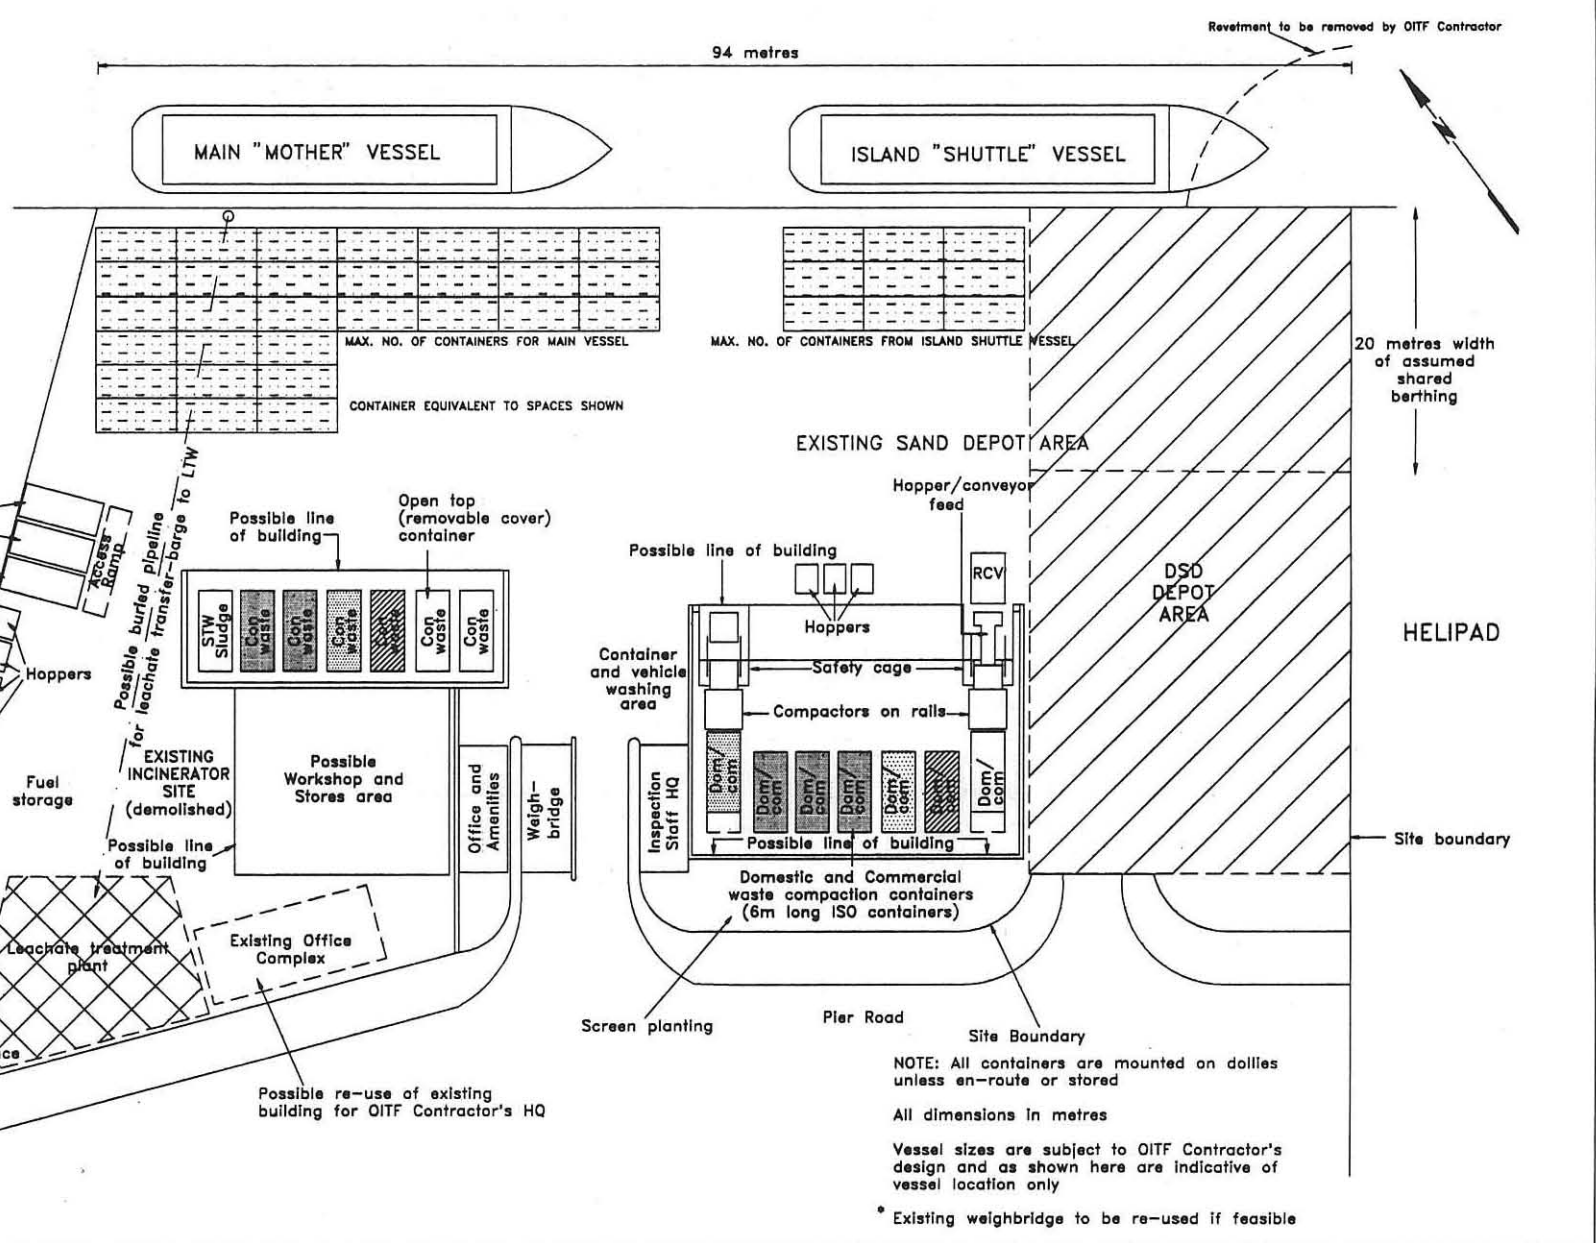 Revetment to be removed by OITF Contractor
94 metres
MAIN "MOTHER" VESSEL
ISLAND "SHUTTLE" VESSEL
MAX. NO. OF CONTAINERS FOR MAIN VESSEL
MAX. NO. OF CONTAINERS FROM ISLAND SHUTTLE VESSEL
20 metres width
of assumed
shared
berthing
CONTAINER EQUIVALENT TO SPACES SHOWN
EXISTING SAND DEPOT AREA
Hopper/conveyor
feed
Open top
(removable cover)
container
Possible line
of building
Possible line of building
Access
Ramp
Possible buried pipeline
for leachate transfer-barge to LTW
RCV
DSD
DEPOT
AREA
HELIPAD
STW
Sludge
Con
waste
Con
waste
Con
waste
Con
waste
Con
waste
Con
waste
Hoppers
Hoppers
Safety cage
Container
and vehicle
washing
area
Compactors on rails
EXISTING
INCINERATOR
SITE
(demolished)
Possible
Workshop and
Stores area
Fuel
storage
Office and
Amenities
Weigh-
bridge
Inspection
Staff HQ
Dom/
com
Dom/
com
Dom/
com
Dom/
com
Dom/
com
Dom/
com
Dom/
com
Possible line
of building
Possible line of building
Site boundary
Domestic and Commercial
waste compaction containers
(6m long ISO containers)
Leachate treatment
plant
Existing Office
Complex
ce
Screen planting
Pier Road
Site Boundary
Possible re-use of existing
building for OITF Contractor's HQ
NOTE: All containers are mounted on dollies
unless en-route or stored
All dimensions in metres
Vessel sizes are subject to OITF Contractor's
design and as shown here are indicative of
vessel location only
* Existing weighbridge to be re-used if feasible